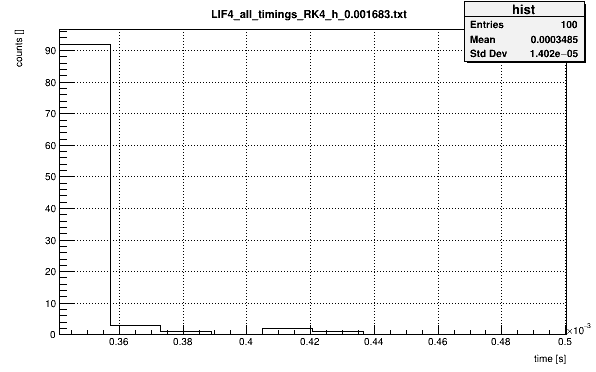 LIF4_all_timings_RK4_h_0.001683.txt
hist
Entries 100
Mean 0.0003485
Std Dev 1.402e−05
counts []
90
80
70
60
50
40
30
20
10
0
0.36 0.38 0.4 0.42 0.44 0.46 0.48 0.5
×10⁻³
time [s]